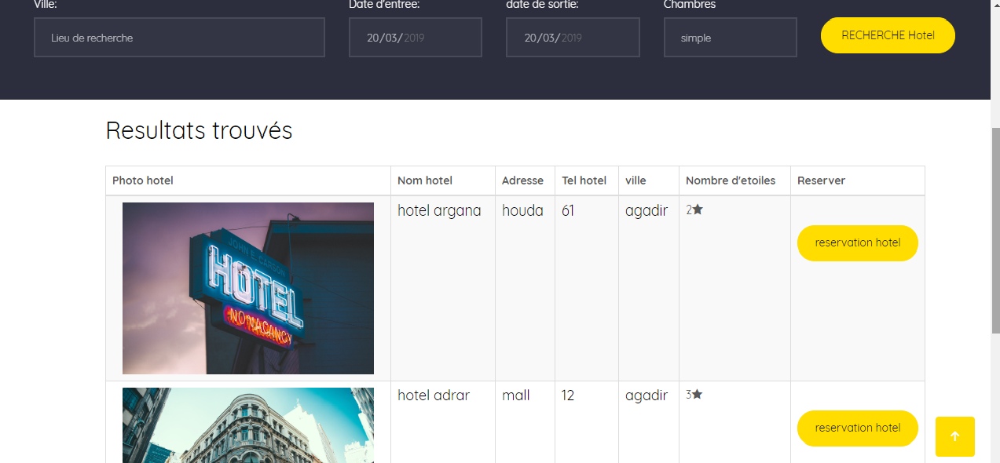 Ville:
Date d'entree:
date de sortie:
Chambres
Lieu de recherche
20/03/2019
20/03/2019
simple
RECHERCHE Hotel
Resultats trouvés
Photo hotel
Nom hotel
Adresse
Tel hotel
ville
Nombre d'etoiles
Reserver
JOHN E. CARSON
HOTEL
NO VACANCY
hotel argana
houda
61
agadir
2★
reservation hotel
hotel adrar
mall
12
agadir
3★
reservation hotel